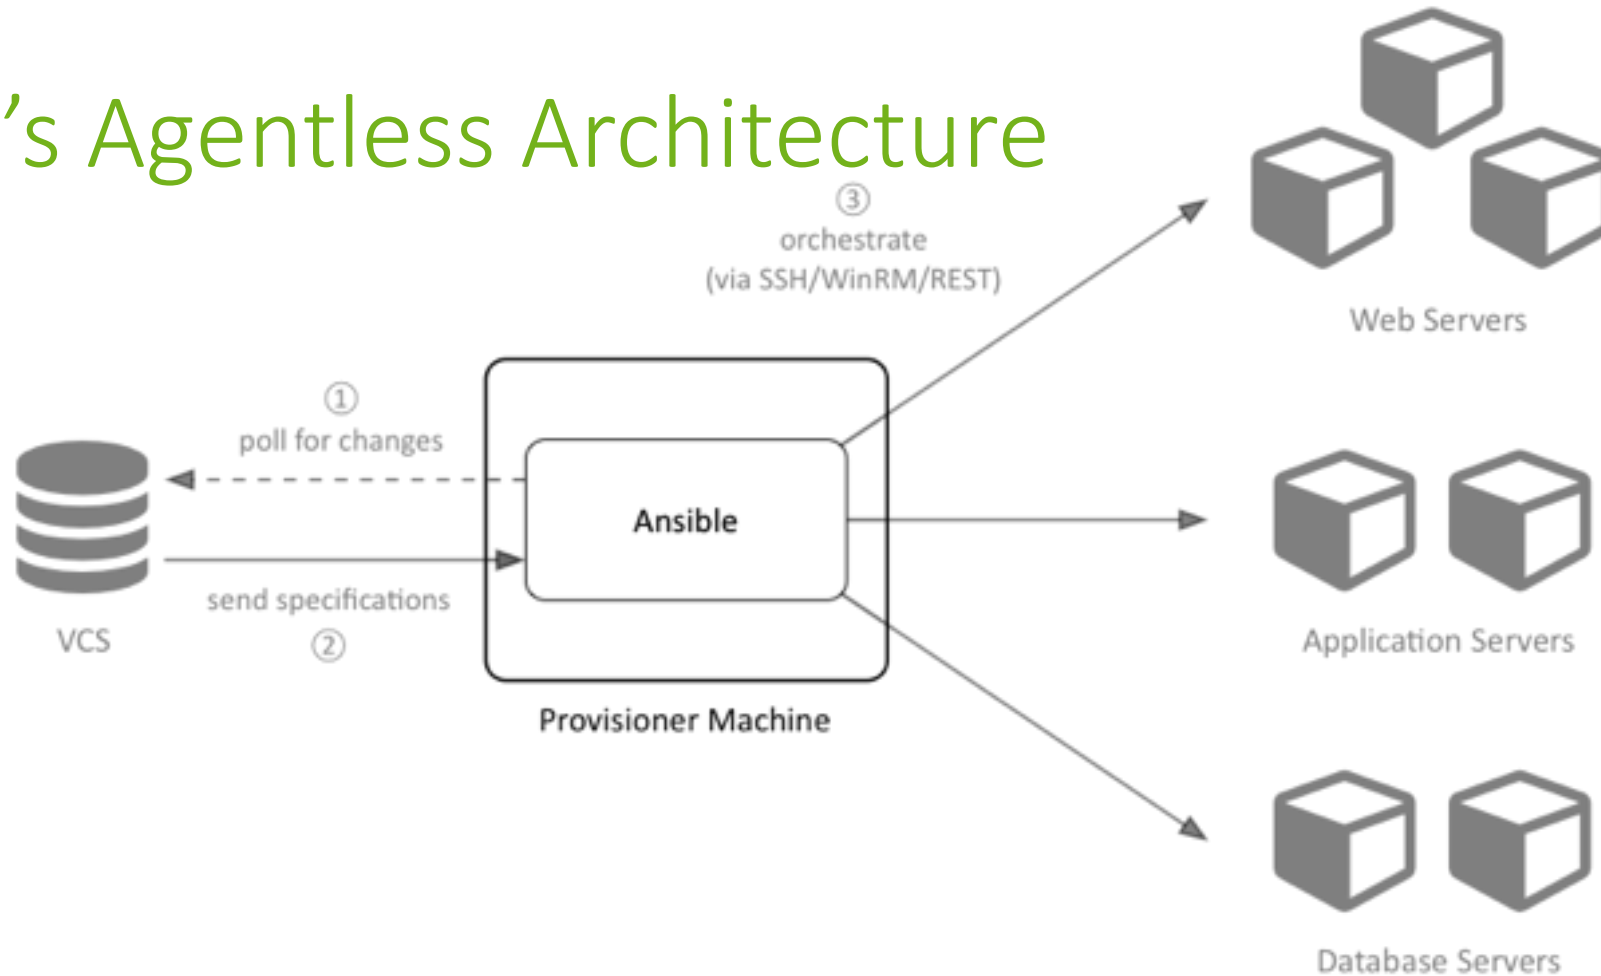 ’s Agentless Architecture
③
orchestrate
(via SSH/WinRM/REST)
Web Servers
①
poll for changes
Ansible
send specifications
②
VCS
Application Servers
Provisioner Machine
Database Servers